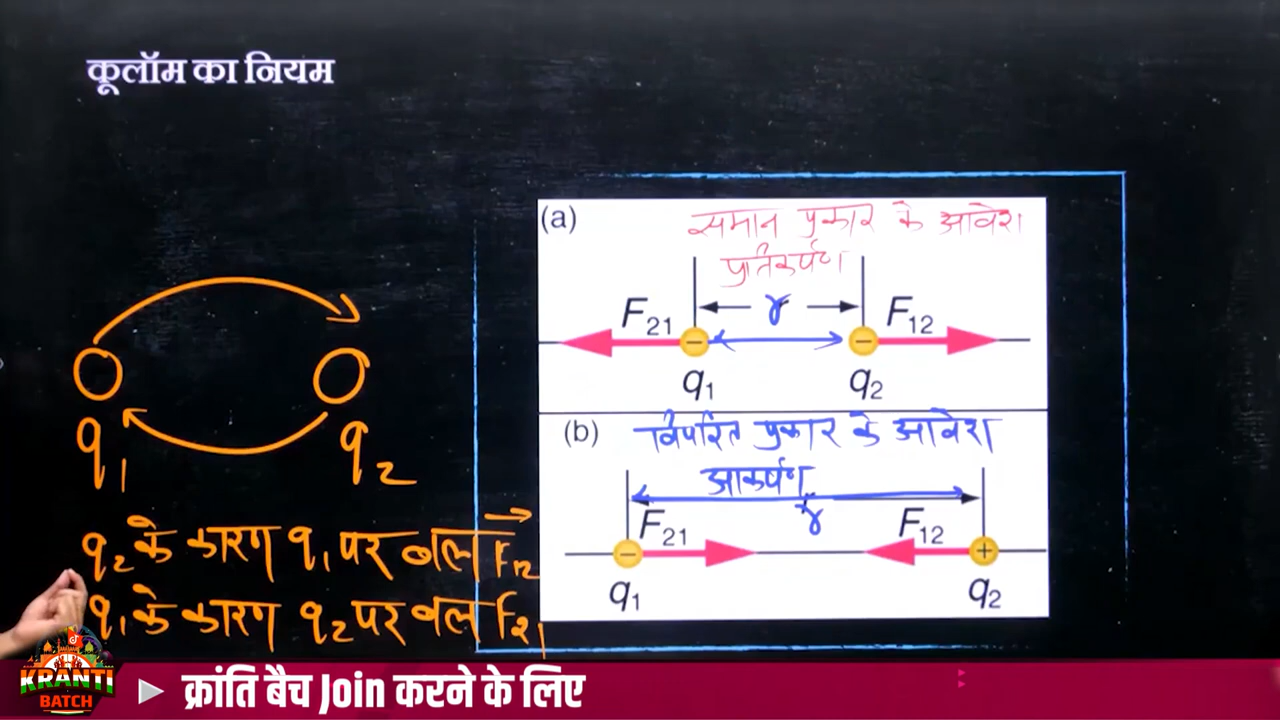 कूलॉम का नियम
(a)
समान प्रकार के आवेश
प्रतिकर्षण
F21 r F12
q1 q2
(b) विपरित प्रकार के आवेश
आकर्षण
r
F21 F12
q1 q2
q1 q2
q2 के कारण q1 पर बल F12
q1 के कारण q2 पर बल F21
KRANTI
BATCH
क्रांति बैच Join करने के लिए